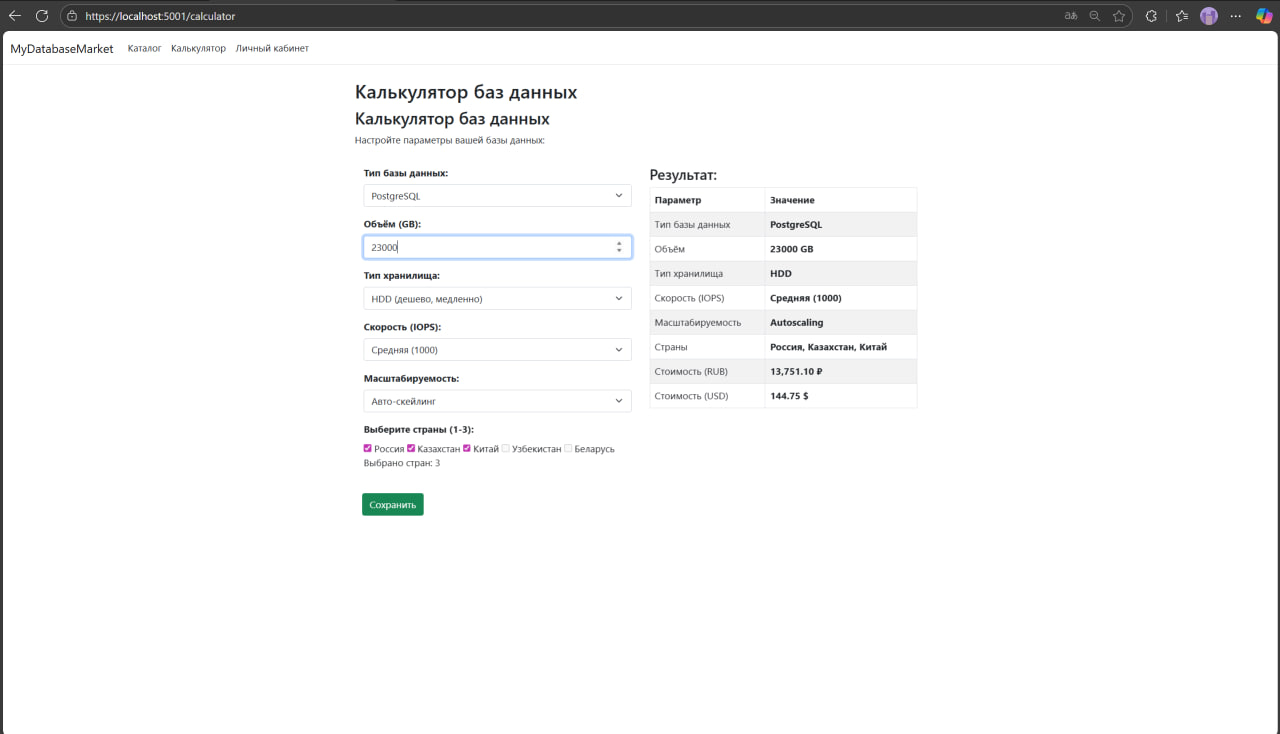 https://localhost:5001/calculator
MyDatabaseMarket Каталог Калькулятор Личный кабинет
Калькулятор баз данных
Калькулятор баз данных
Настройте параметры вашей базы данных:
Тип базы данных:
PostgreSQL
Объём (GB):
23000
Тип хранилища:
HDD (дешево, медленно)
Скорость (IOPS):
Средняя (1000)
Масштабируемость:
Авто-скейлинг
Выберите страны (1-3):
Россия Казахстан Китай Узбекистан Беларусь
Выбрано стран: 3
Сохранить
Результат:
Параметр Значение
Тип базы данных PostgreSQL
Объём 23000 GB
Тип хранилища HDD
Скорость (IOPS) Средняя (1000)
Масштабируемость Autoscaling
Страны Россия, Казахстан, Китай
Стоимость (RUB) 13,751.10 ₽
Стоимость (USD) 144.75 $